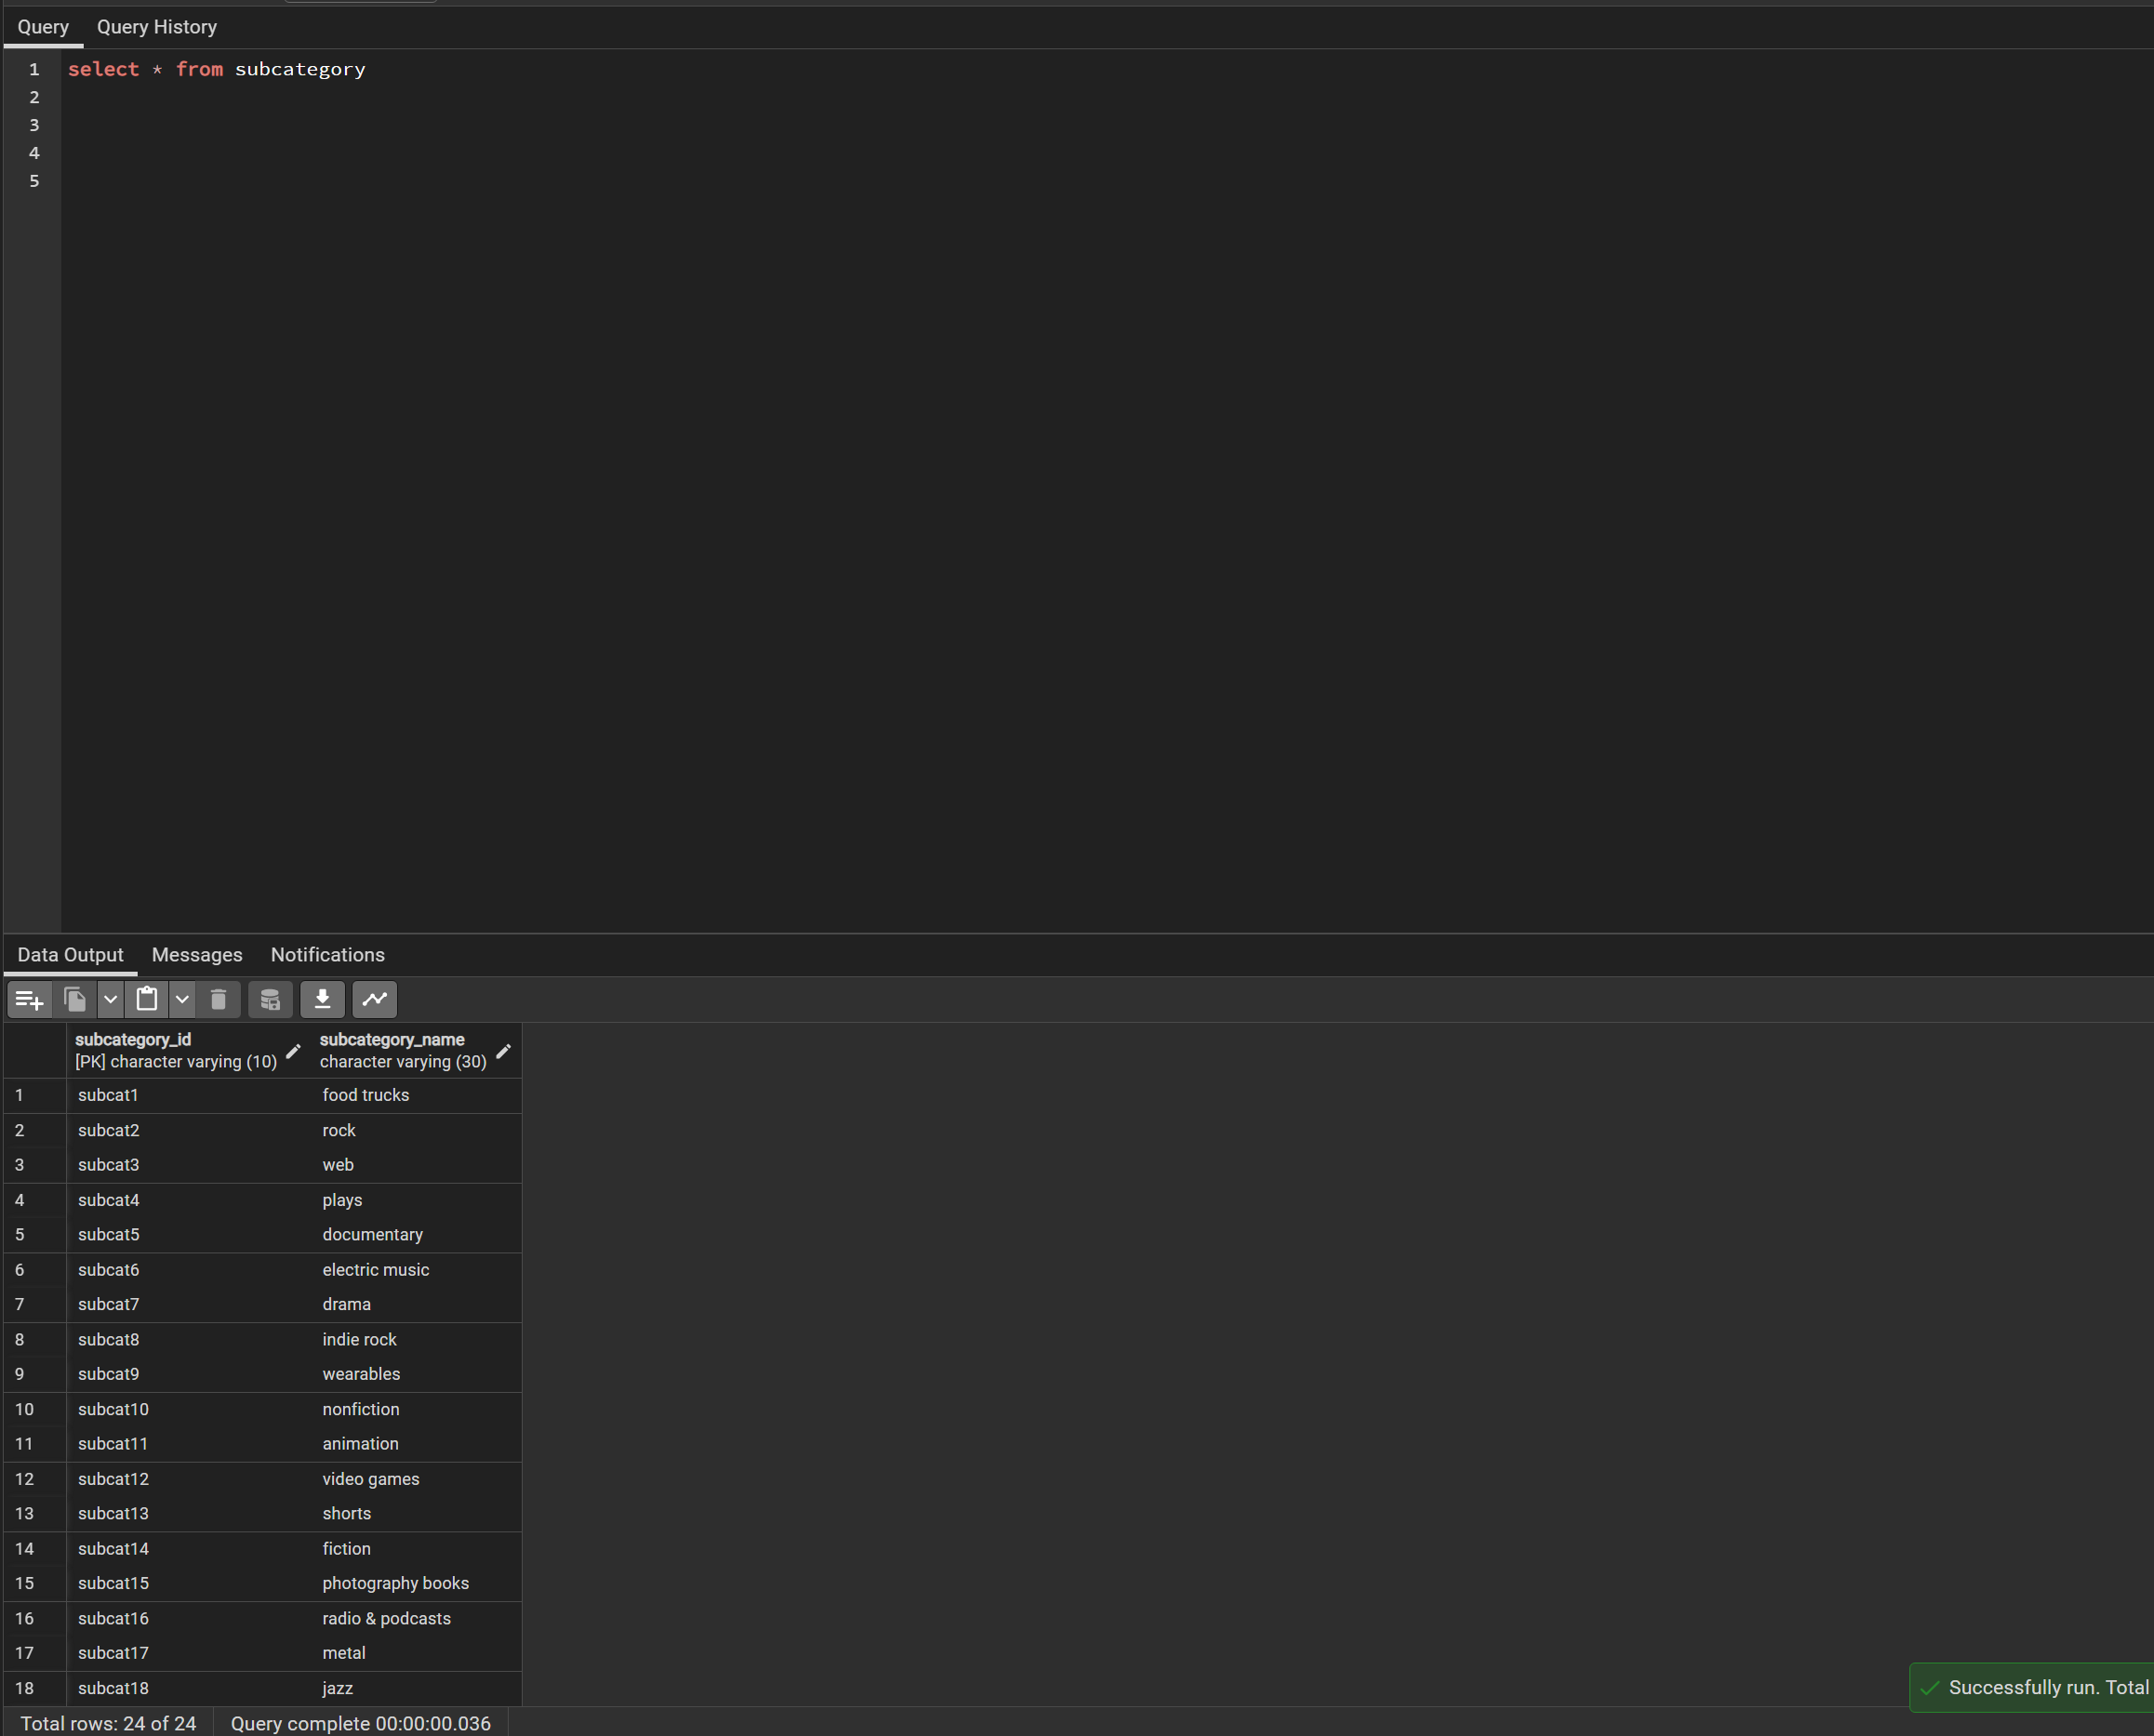 Query Query History
1 select * from subcategory
2
3
4
5
Data Output Messages Notifications
subcategory_id subcategory_name
[PK] character varying (10) character varying (30)
1 subcat1 food trucks
2 subcat2 rock
3 subcat3 web
4 subcat4 plays
5 subcat5 documentary
6 subcat6 electric music
7 subcat7 drama
8 subcat8 indie rock
9 subcat9 wearables
10 subcat10 nonfiction
11 subcat11 animation
12 subcat12 video games
13 subcat13 shorts
14 subcat14 fiction
15 subcat15 photography books
16 subcat16 radio & podcasts
17 subcat17 metal
18 subcat18 jazz
Successfully run. Total
Total rows: 24 of 24 Query complete 00:00:00.036